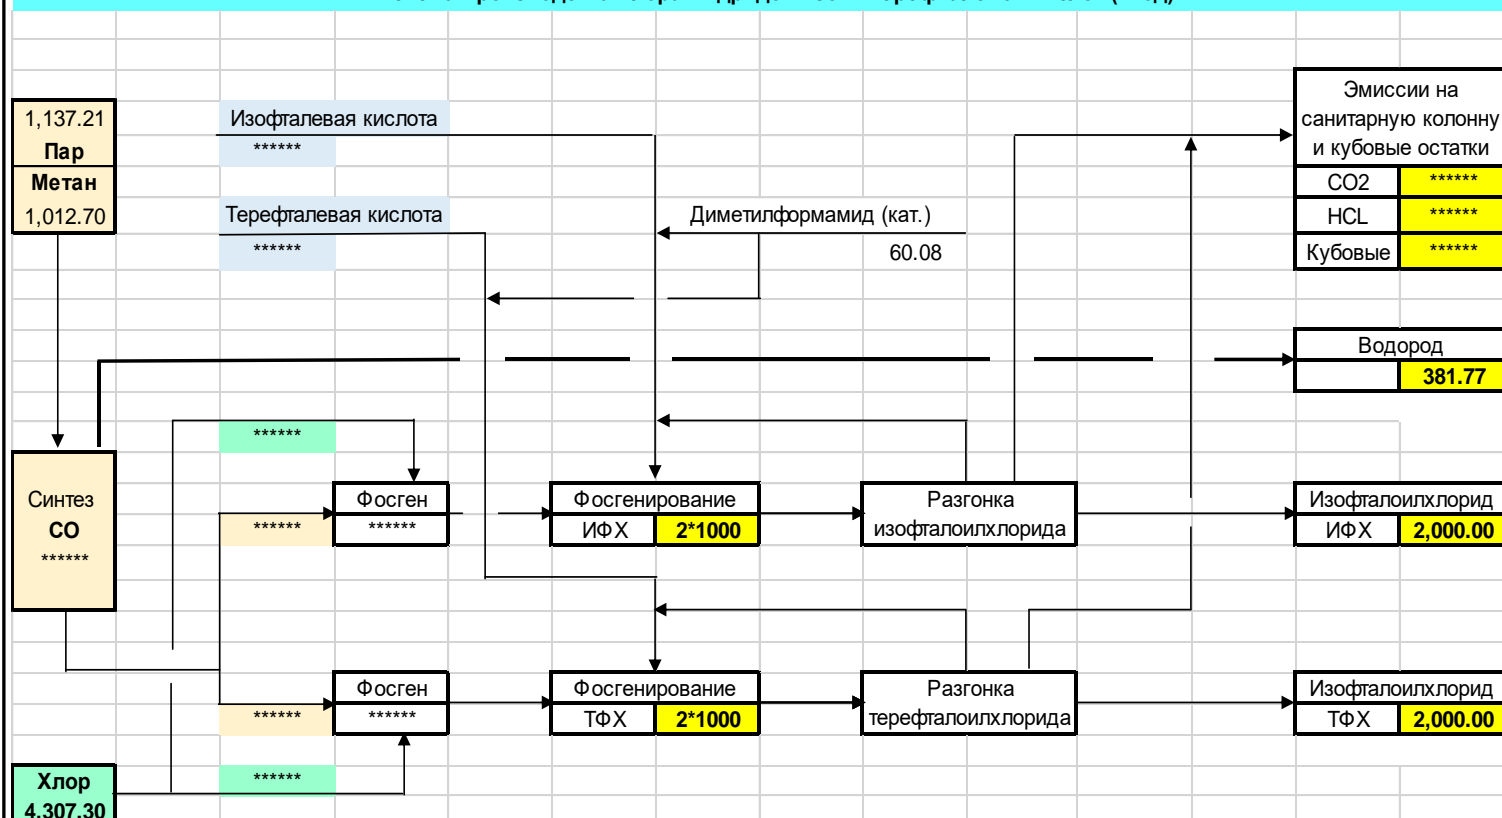 1,137.21
Пар
Метан
1,012.70
Изофталевая кислота
******
Терефталевая кислота
******
Диметилформамид (кат.)
60.08
Эмиссии на
санитарную колонну
и кубовые остатки
CO2 ******
HCL ******
Кубовые ******
Водород
381.77
******
Синтез
СО
******
******
Фосген
******
Фосгенирование
ИФХ 2*1000
Разгонка
изофталоилхлорида
Изофталоилхлорид
ИФХ 2,000.00
******
Фосген
******
Фосгенирование
ТФХ 2*1000
Разгонка
терефталоилхлорида
Изофталоилхлорид
ТФХ 2,000.00
Хлор
4,307.30
******